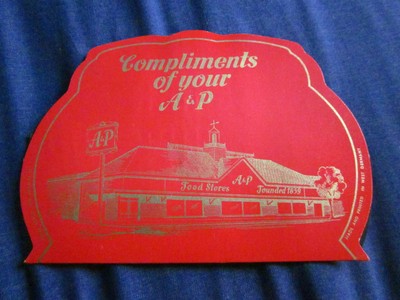 Compliments
of your
A & P
A&P
Food Stores A&P Founded 1859